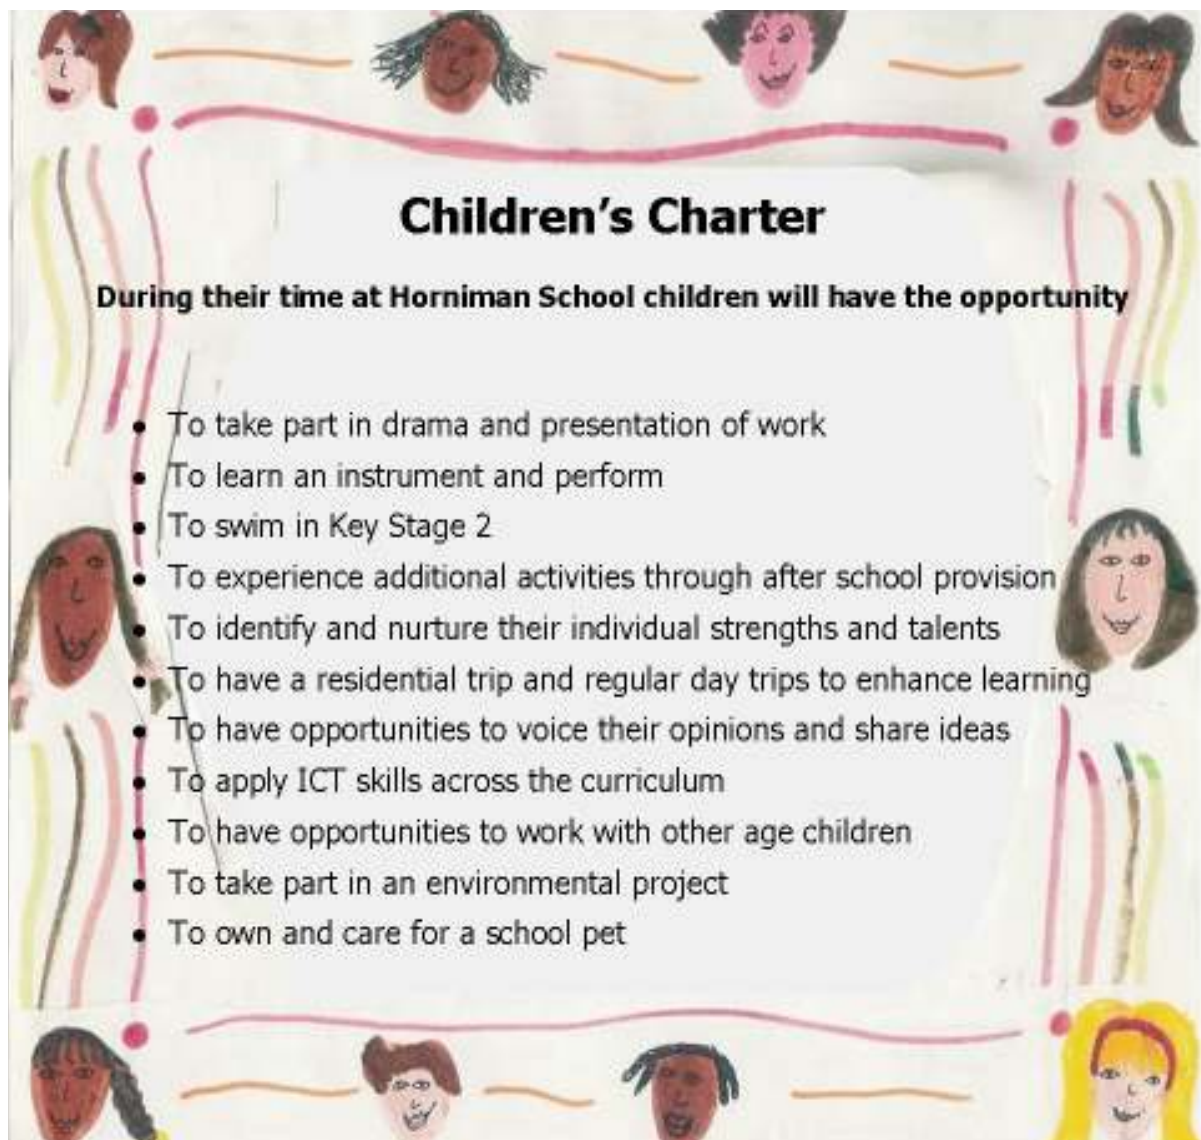 Children's Charter
During their time at Horniman School children will have the opportunity
• To take part in drama and presentation of work
• To learn an instrument and perform
• To swim in Key Stage 2
• To experience additional activities through after school provision
• To identify and nurture their individual strengths and talents
• To have a residential trip and regular day trips to enhance learning
• To have opportunities to voice their opinions and share ideas
• To apply ICT skills across the curriculum
• To have opportunities to work with other age children
• To take part in an environmental project
• To own and care for a school pet